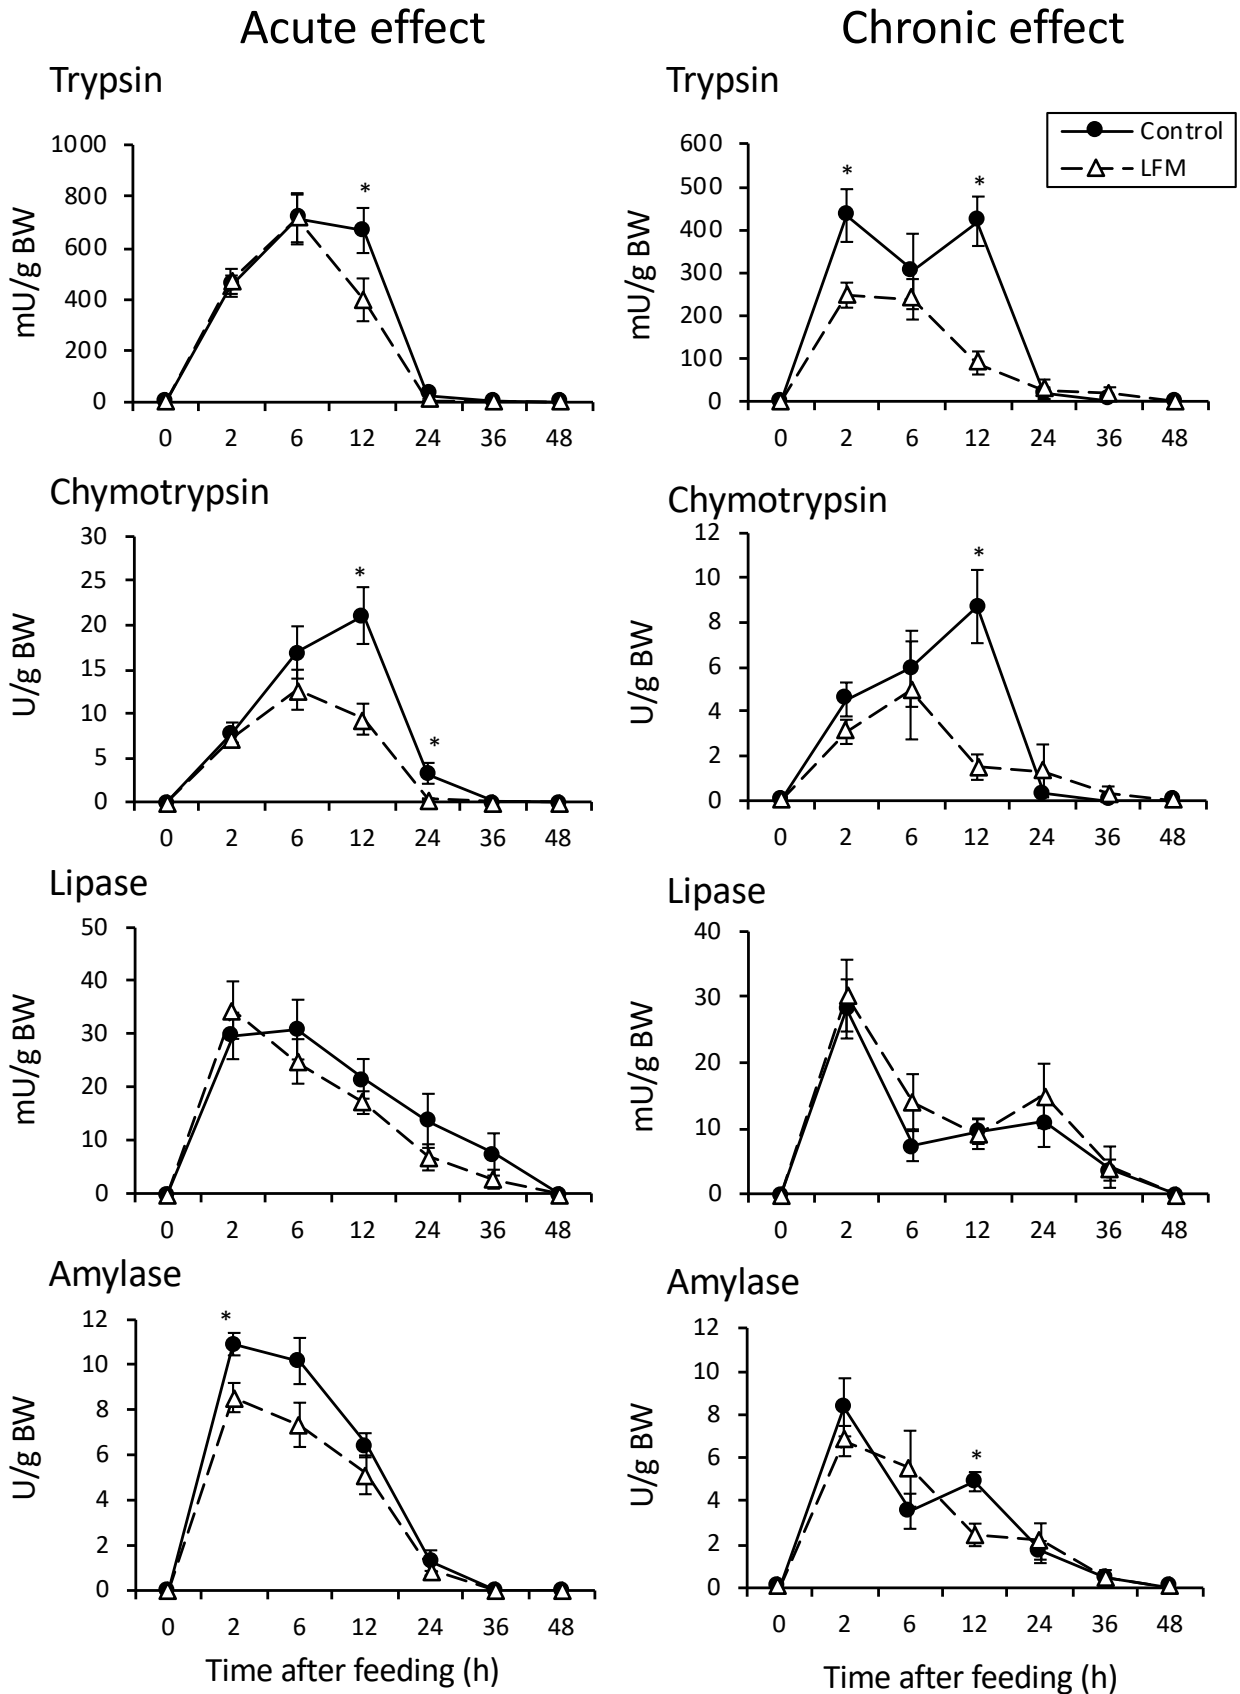 Acute effect
Chronic effect
Trypsin
1000
800
600
400
200
0
mU/g BW
*
0 2 6 12 24 36 48
Trypsin
Control
LFM
600
500
400
300
200
100
0
mU/g BW
* *
0 2 6 12 24 36 48
Chymotrypsin
30
25
20
15
10
5
0
U/g BW
*
*
0 2 6 12 24 36 48
Chymotrypsin
12
10
8
6
4
2
0
U/g BW
*
0 2 6 12 24 36 48
Lipase
50
40
30
20
10
0
mU/g BW
0 2 6 12 24 36 48
Lipase
40
30
20
10
0
mU/g BW
0 2 6 12 24 36 48
Amylase
12
10
8
6
4
2
0
U/g BW
*
0 2 6 12 24 36 48
Time after feeding (h)
Amylase
12
10
8
6
4
2
0
U/g BW
*
0 2 6 12 24 36 48
Time after feeding (h)